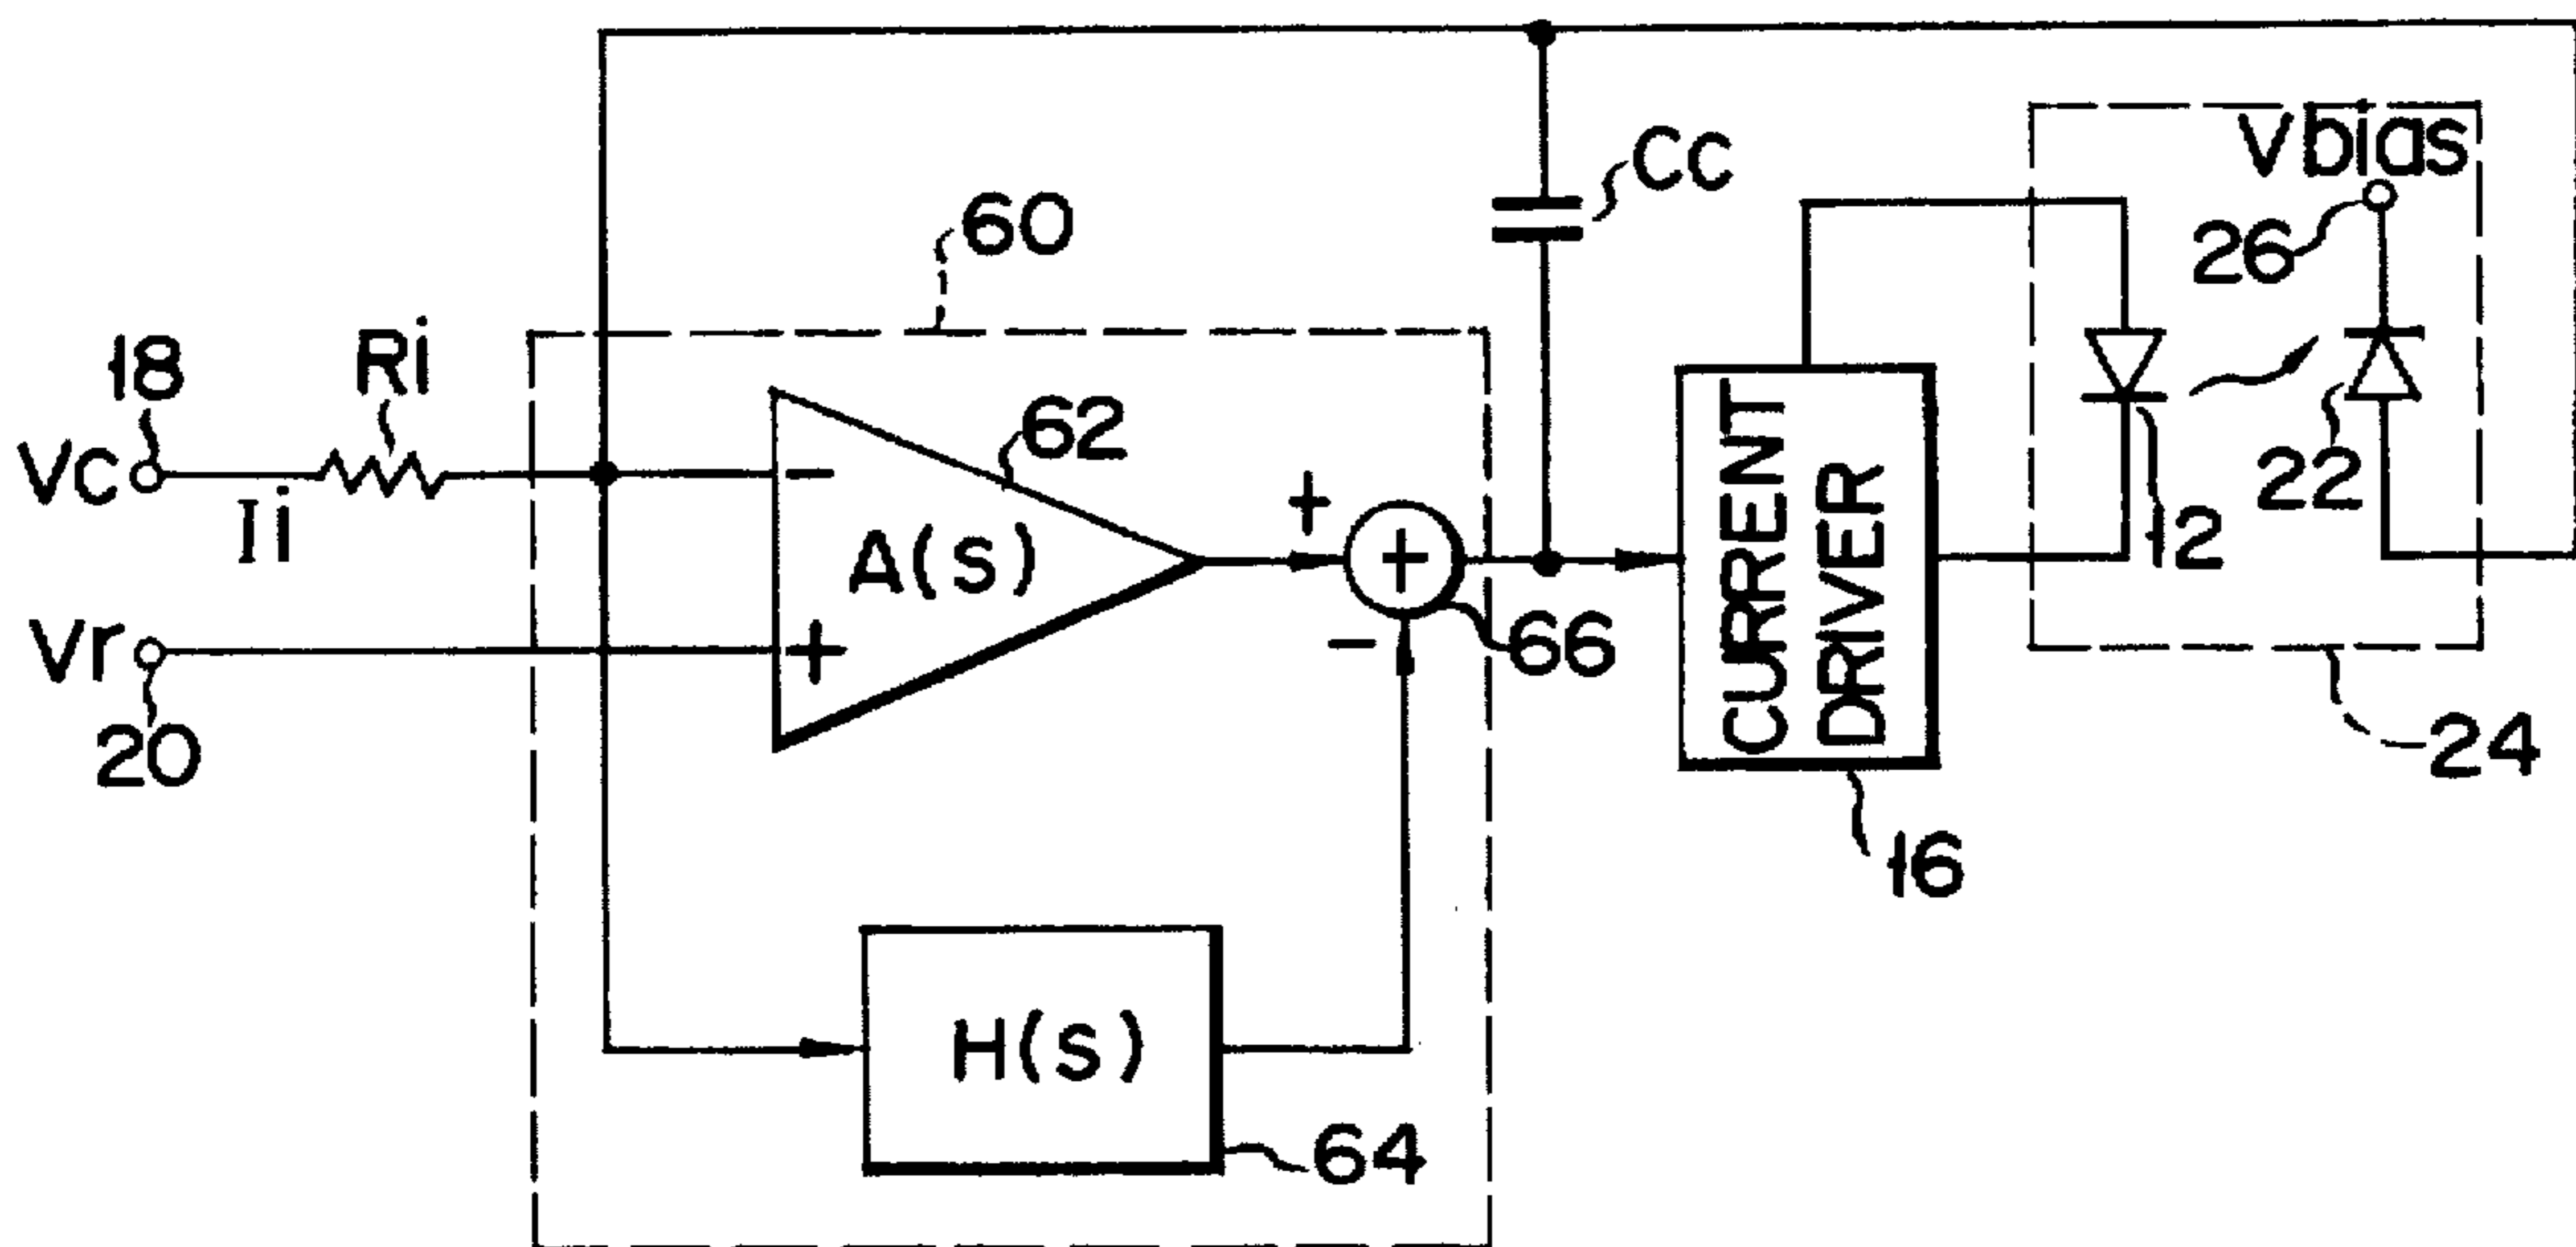 Cc
Vbias
26
60
18
Ri
62
Vc
Ii
A(s)
-
+
+
+
-
66
CURRENT
DRIVER
12
22
Vr
20
24
16
H(s)
64